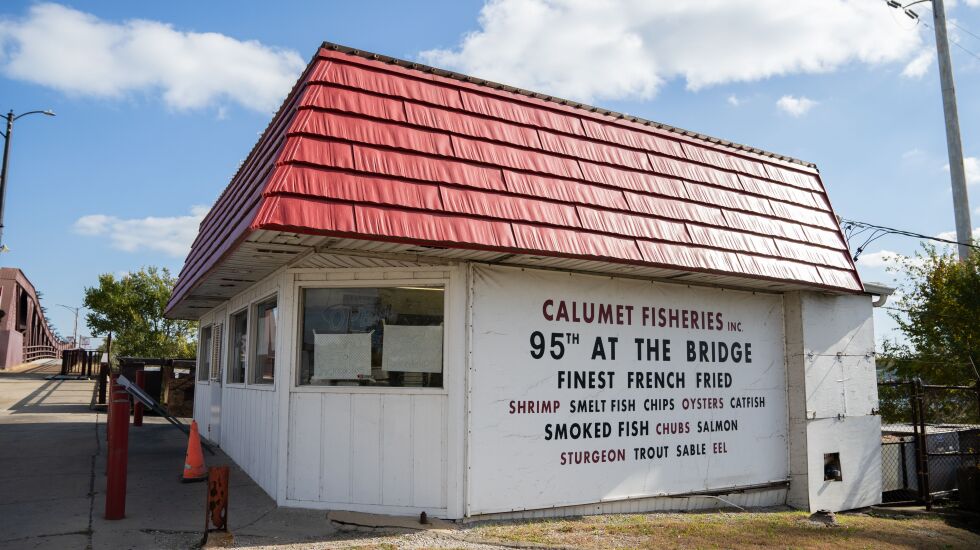 CALUMET FISHERIES INC.
95TH AT THE BRIDGE
FINEST FRENCH FRIED
SHRIMP SMELT FISH CHIPS OYSTERS CATFISH
SMOKED FISH CHUBS SALMON
STURGEON TROUT SABLE EEL